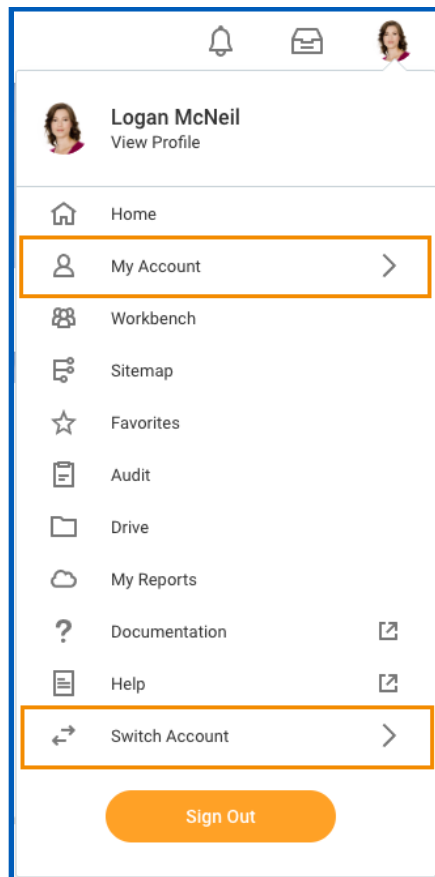 Logan McNeil
View Profile
Home
My Account
Workbench
Sitemap
Favorites
Audit
Drive
My Reports
Documentation
Help
Switch Account
Sign Out